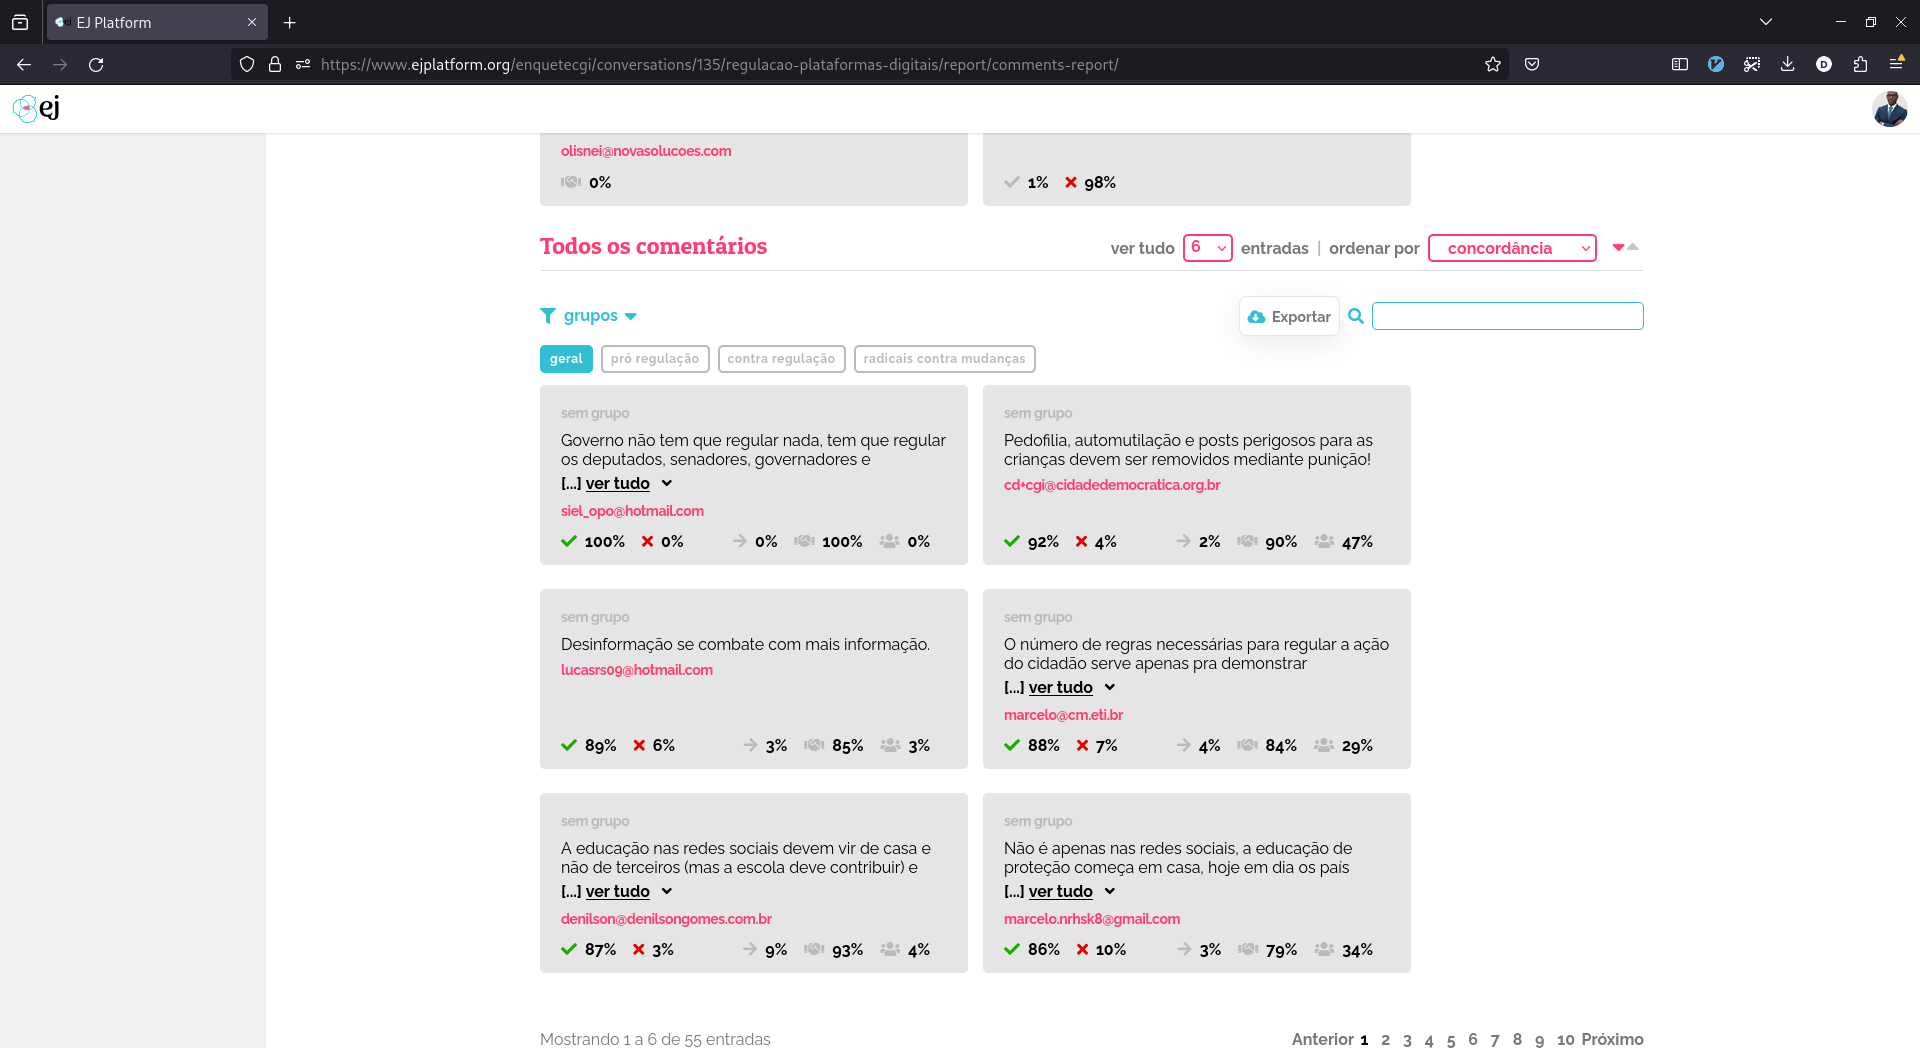 EJ Platform
https://www.ejplatform.org/enquetecgi/conversations/135/regulacao-plataformas-digitais/report/comments-report/
ej
olisnei@novasolucoes.com
0%
1% 98%
Todos os comentários
ver tudo 6 entradas | ordenar por concordância
grupos
Exportar
geral pró regulação contra regulação radicais contra mudanças
sem grupo
Governo não tem que regular nada, tem que regular
os deputados, senadores, governadores e
[...] ver tudo
siel_opo@hotmail.com
100% 0% 0% 100% 0%
sem grupo
Pedofilia, automutilação e posts perigosos para as
crianças devem ser removidos mediante punição!
cd+cgi@cidadedemocratica.org.br
92% 4% 2% 90% 47%
sem grupo
Desinformação se combate com mais informação.
lucasrs09@hotmail.com
89% 6% 3% 85% 3%
sem grupo
O número de regras necessárias para regular a ação
do cidadão serve apenas pra demonstrar
[...] ver tudo
marcelo@cm.eti.br
88% 7% 4% 84% 29%
sem grupo
A educação nas redes sociais devem vir de casa e
não de terceiros (mas a escola deve contribuir) e
[...] ver tudo
denilson@denilsongomes.com.br
87% 3% 9% 93% 4%
sem grupo
Não é apenas nas redes sociais, a educação de
proteção começa em casa, hoje em dia os país
[...] ver tudo
marcelo.nrhsk8@gmail.com
86% 10% 3% 79% 34%
Mostrando 1 a 6 de 55 entradas
Anterior 1 2 3 4 5 6 7 8 9 10 Próximo